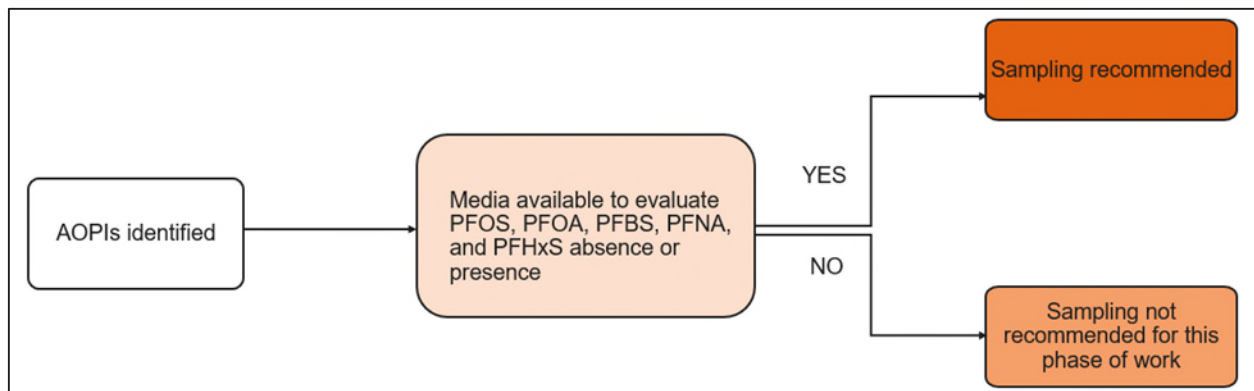 AOPIs identified
Media available to evaluate
PFOS, PFOA, PFBS, PFNA,
and PFHxS absence or
presence
YES
NO
Sampling recommended
Sampling not
recommended for this
phase of work